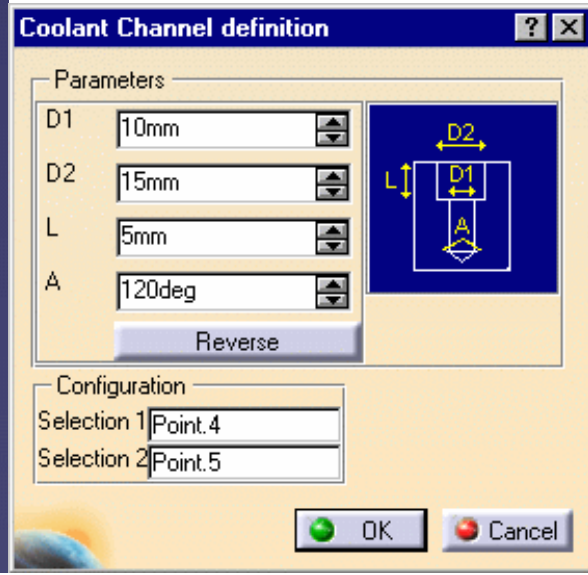 Coolant Channel definition ? X
Parameters
D1 10mm
D2 15mm
L 5mm
A 120deg
Reverse
D2
L D1
A
Configuration
Selection 1 Point.4
Selection 2 Point.5
OK Cancel